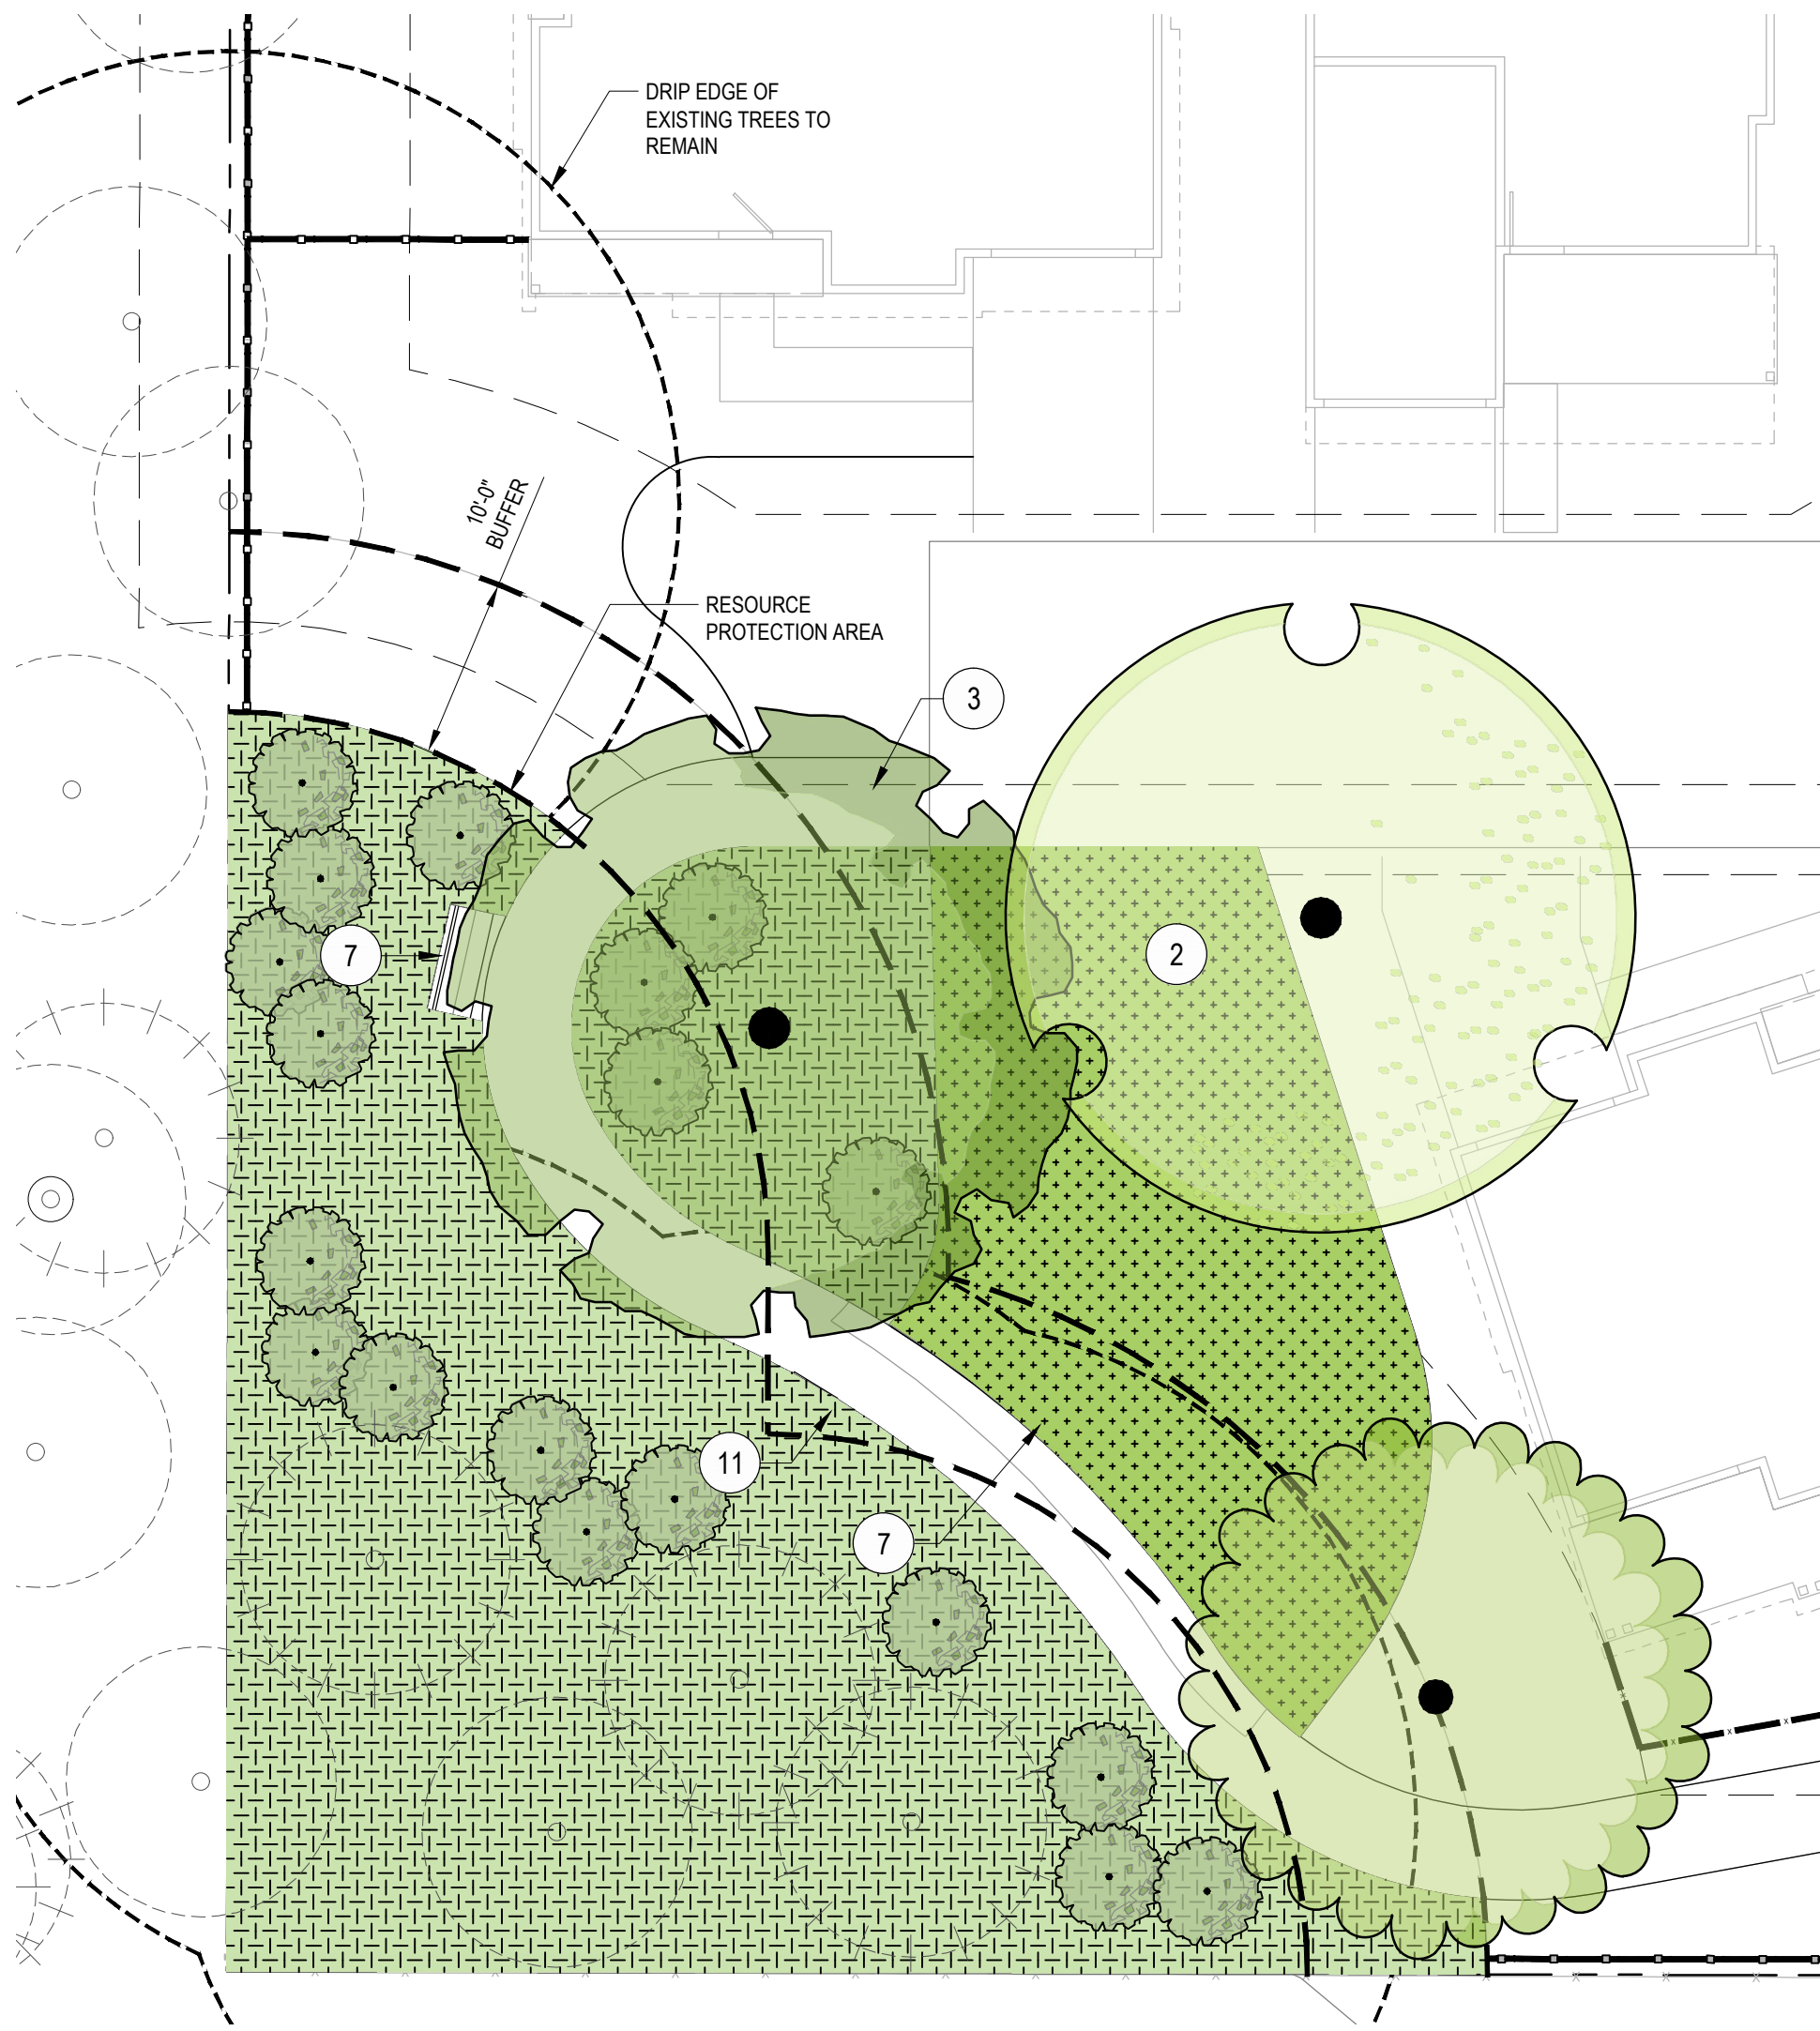 DRIP EDGE OF
EXISTING TREES TO
REMAIN
10'-0"
BUFFER
RESOURCE
PROTECTION AREA
3
7
2
11
7